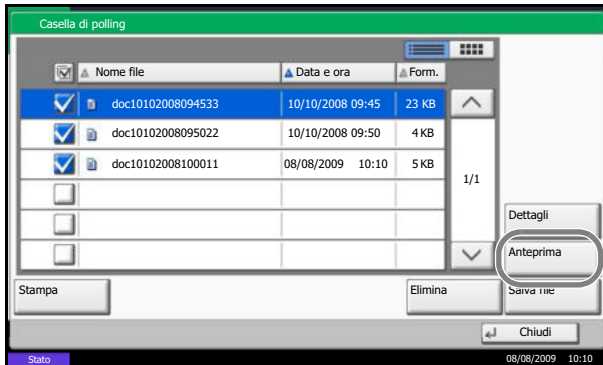 Casella di polling
Nome file Data e ora Form.
doc10102008094533 10/10/2008 09:45 23 KB
doc10102008095022 10/10/2008 09:50 4 KB
doc10102008100011 08/08/2009 10:10 5 KB
1/1
Dettagli
Anteprima
Stampa Elimina Salva file
Chiudi
Stato 08/08/2009 10:10